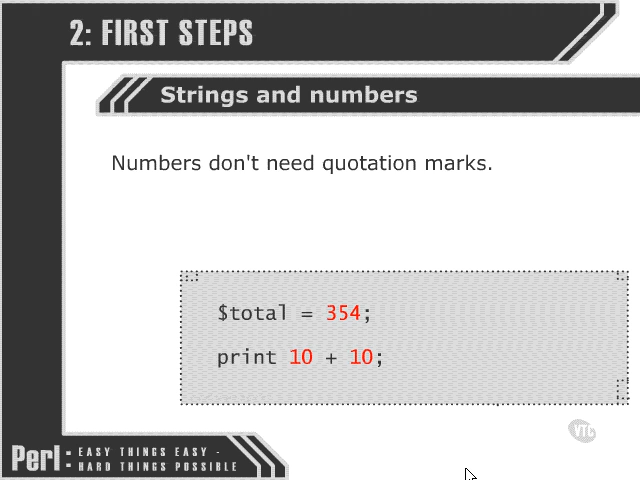 2: FIRST STEPS
Strings and numbers
Numbers don't need quotation marks.
$total = 354;
print 10 + 10;
VTC
Perl: EASY THINGS EASY -
HARD THINGS POSSIBLE